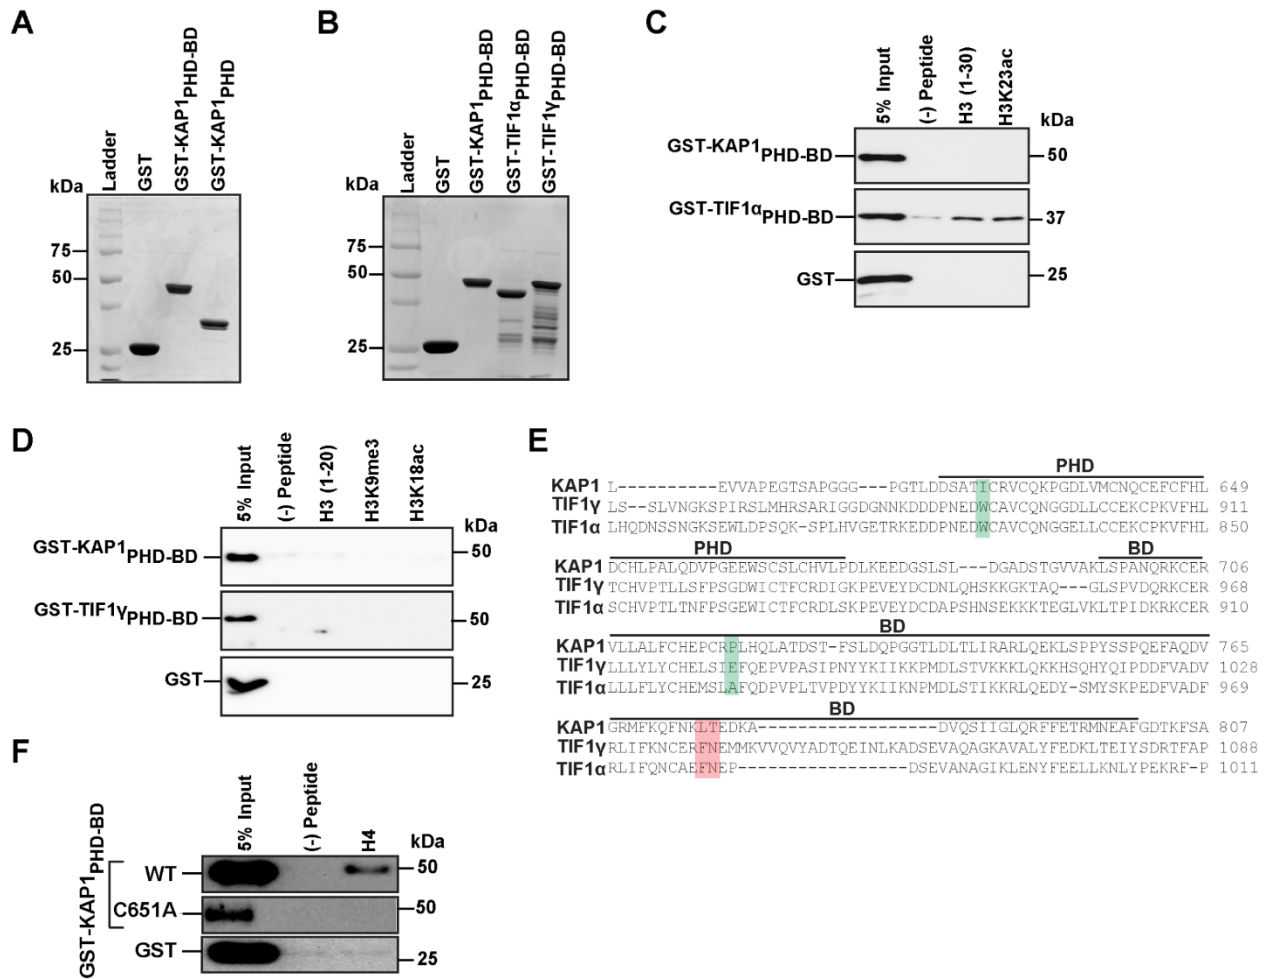 A
kDa
Ladder
GST
GST-KAP1PHD-BD
GST-KAP1PHD
75
50
25
B
kDa
Ladder
GST
GST-KAP1PHD-BD
GST-TIF1αPHD-BD
GST-TIF1γPHD-BD
75
50
25
C
5% Input
(-) Peptide
H3 (1-30)
H3K23ac
kDa
GST-KAP1PHD-BD
50
GST-TIF1αPHD-BD
37
GST
25
D
5% Input
(-) Peptide
H3 (1-20)
H3K9me3
H3K18ac
kDa
GST-KAP1PHD-BD
50
GST-TIF1γPHD-BD
50
GST
25
E
PHD
KAP1 L----------EVVAPEGTSAPGGG---PGTLDDSATICRVCQKPGDLVMCNQCEFCFHL 649
TIF1γ LS--SLVNGKSPIRSLMHRSARIGGDGNNKDDDPNEDWCAVCQNGGDLLCCEKCPKVFHL 911
TIF1α LHQDNSSNGKSEWLDPSQK-SPLHVGETRKEDDPNEDWCAVCQNGGELLCCEKCPKVFHL 850
PHD BD
KAP1 DCHLPALQDVPGEEWSCSLCHVLPDLKEEDGSLSL---DGADSTGVVAKLSPANQRKCER 706
TIF1γ TCHVPTLLSFPSGDWICTFCRDIGKPEVEYDCDNLQHSKKGKTAQ---GLSPVDQRKCER 968
TIF1α SCHVPTLTNFPSGEWICTFCRDLSKPEVEYDCDAPSHNSEKKKTEGLVKLTPIDKRKCER 910
BD
KAP1 VLLALFCHEPCRPLHQLATDST-FSLDQPGGTLDLTLIRARLQEKLSPPYSSPQEFAQDV 765
TIF1γ LLLYLYCHELSIEFQEPVPASIPNYYKIIKKPMDLSTVKKKLQKKHSQHYQIPDDFVADV 1028
TIF1α LLLFLYCHEMSLAFQDPVPLTVPDYYKIIKNPMDLSTIKKRLQEDY-SMYSKPEDFVADF 969
BD
KAP1 GRMFKQFNKLTEDKA---------------DVQSIIGLQRFFETRMNEAFGDTKFSA 807
TIF1γ RLIFKNCERFNEMMKVVQVYADTQEINLKADSEVAQAGKAVALYFEDKLTEIYSDRTFAP 1088
TIF1α RLIFQNCAEFNEP--------------DSEVANAGIKLENYFEELLKNLYPEKRF-P 1011
F
5% Input
(-) Peptide
H4
kDa
GST-KAP1PHD-BD
WT
50
C651A
50
GST
25